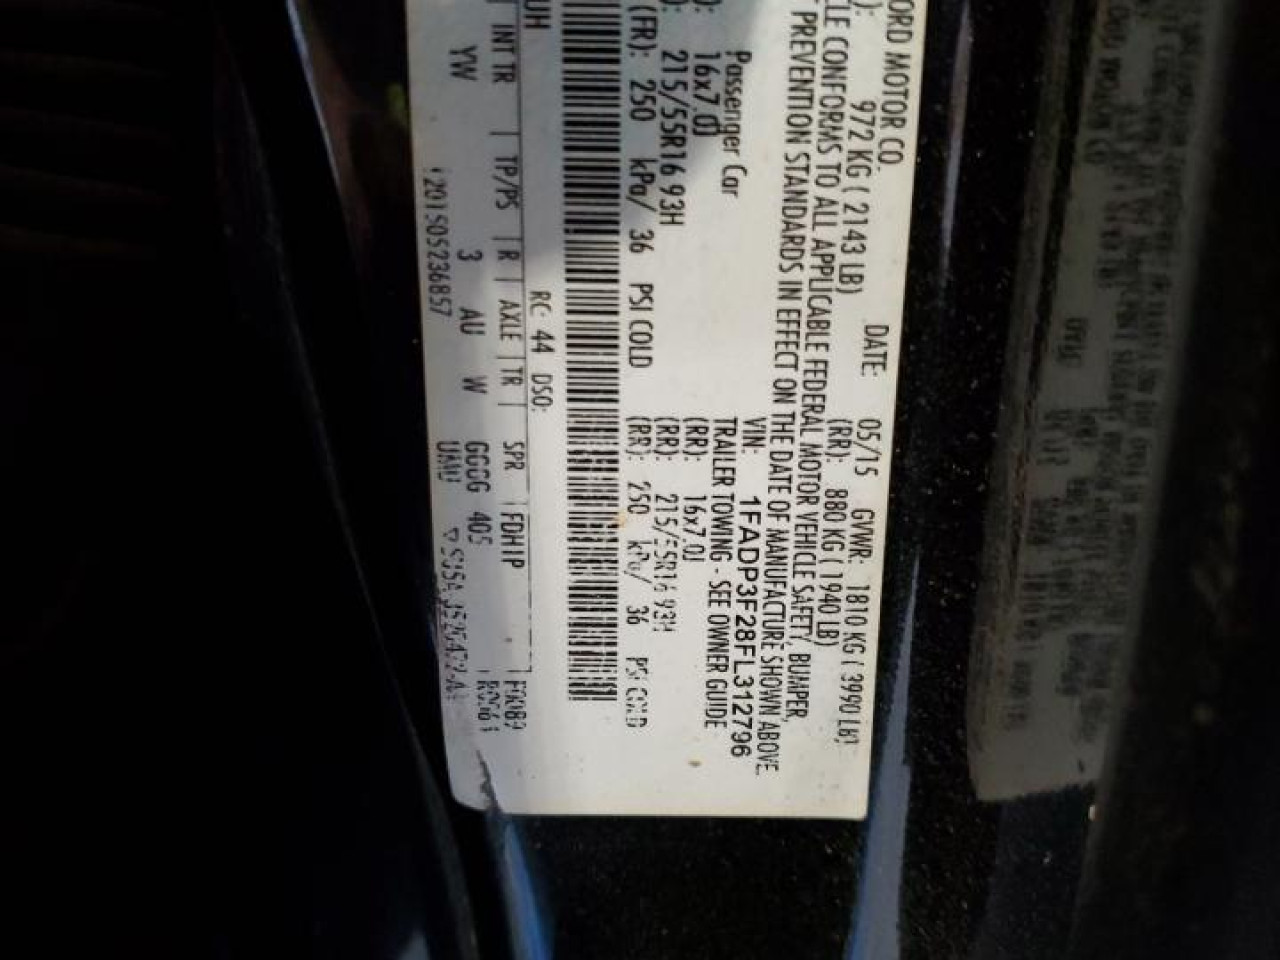 ORD MOTOR CO.
DATE: 05/15 GVWR: 1810 KG ( 3990 LB)
): 972 KG ( 2143 LB) (RR): 880 KG ( 1940 LB)
LE CONFORMS TO ALL APPLICABLE FEDERAL MOTOR VEHICLE SAFETY, BUMPER,
PREVENTION STANDARDS IN EFFECT ON THE DATE OF MANUFACTURE SHOWN ABOVE.
VIN: 1FADP3F28FL312796
Passenger Car TRAILER TOWING - SEE OWNER GUIDE
): 16x7.0J (RR): 16x7.0J
): 215/55R16 93H (RR): 215/55R16 93H
(FR): 250 kPa/ 36 PSI COLD (RR): 250 kPa/ 36 PSI COLD
UH RC: 44 DSO:
INT TR | TP/PS | R | AXLE | TR | SPR | FDHIP
YW 3 AU W GGGG 405